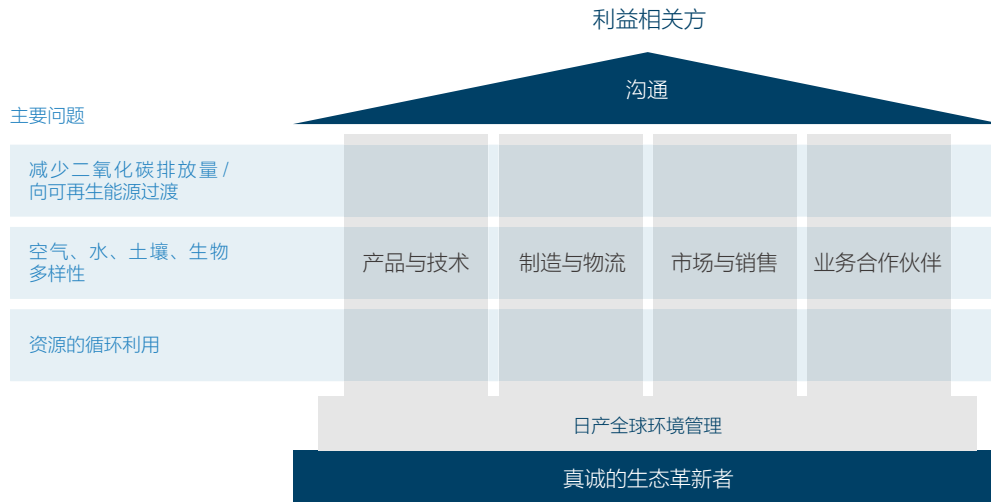 利益相关方
沟通
主要问题
减少二氧化碳排放量 /
向可再生能源过渡
空气、水、土壤、生物
多样性
产品与技术
制造与物流
市场与销售
业务合作伙伴
资源的循环利用
日产全球环境管理
真诚的生态革新者